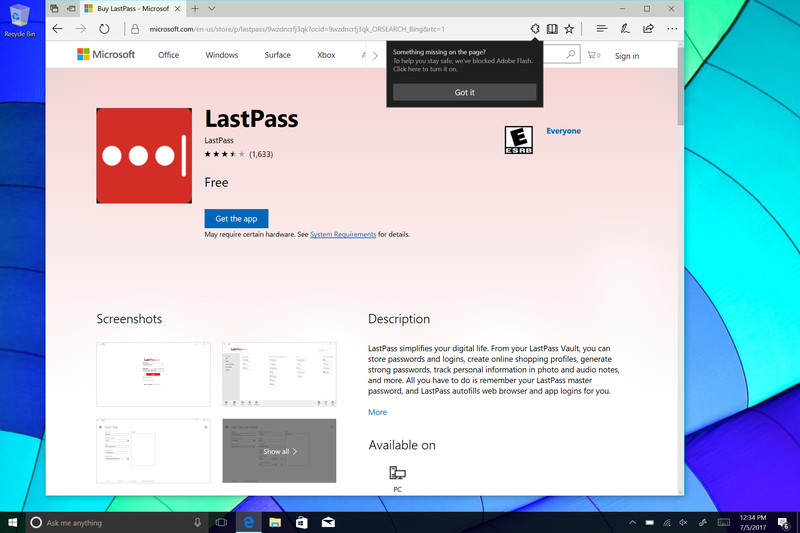 Recycle Bin
Buy LastPass - Microsof
microsoft.com/en-us/store/p/lastpass/9wzdncrfj3qk?ocid=9wzdncrfj3qk_ORSEARCH_Bing&rtc=1
Microsoft
Office
Windows
Surface
Xbox
0
Sign in
Something missing on the page?
To help you stay safe, we've blocked Adobe Flash.
Click here to turn it on.
Got it
LastPass
LastPass
(1,633)
Free
E
ESRB
Everyone
Get the app
May require certain hardware. See System Requirements for details.
Screenshots
Show all
Description
LastPass simplifies your digital life. From your LastPass Vault, you can
store passwords and logins, create online shopping profiles, generate
strong passwords, track personal information in photo and audio notes,
and more. All you have to do is remember your LastPass master
password, and LastPass autofills web browser and app logins for you.
More
Available on
PC
Ask me anything
12:34 PM
7/5/2017
6